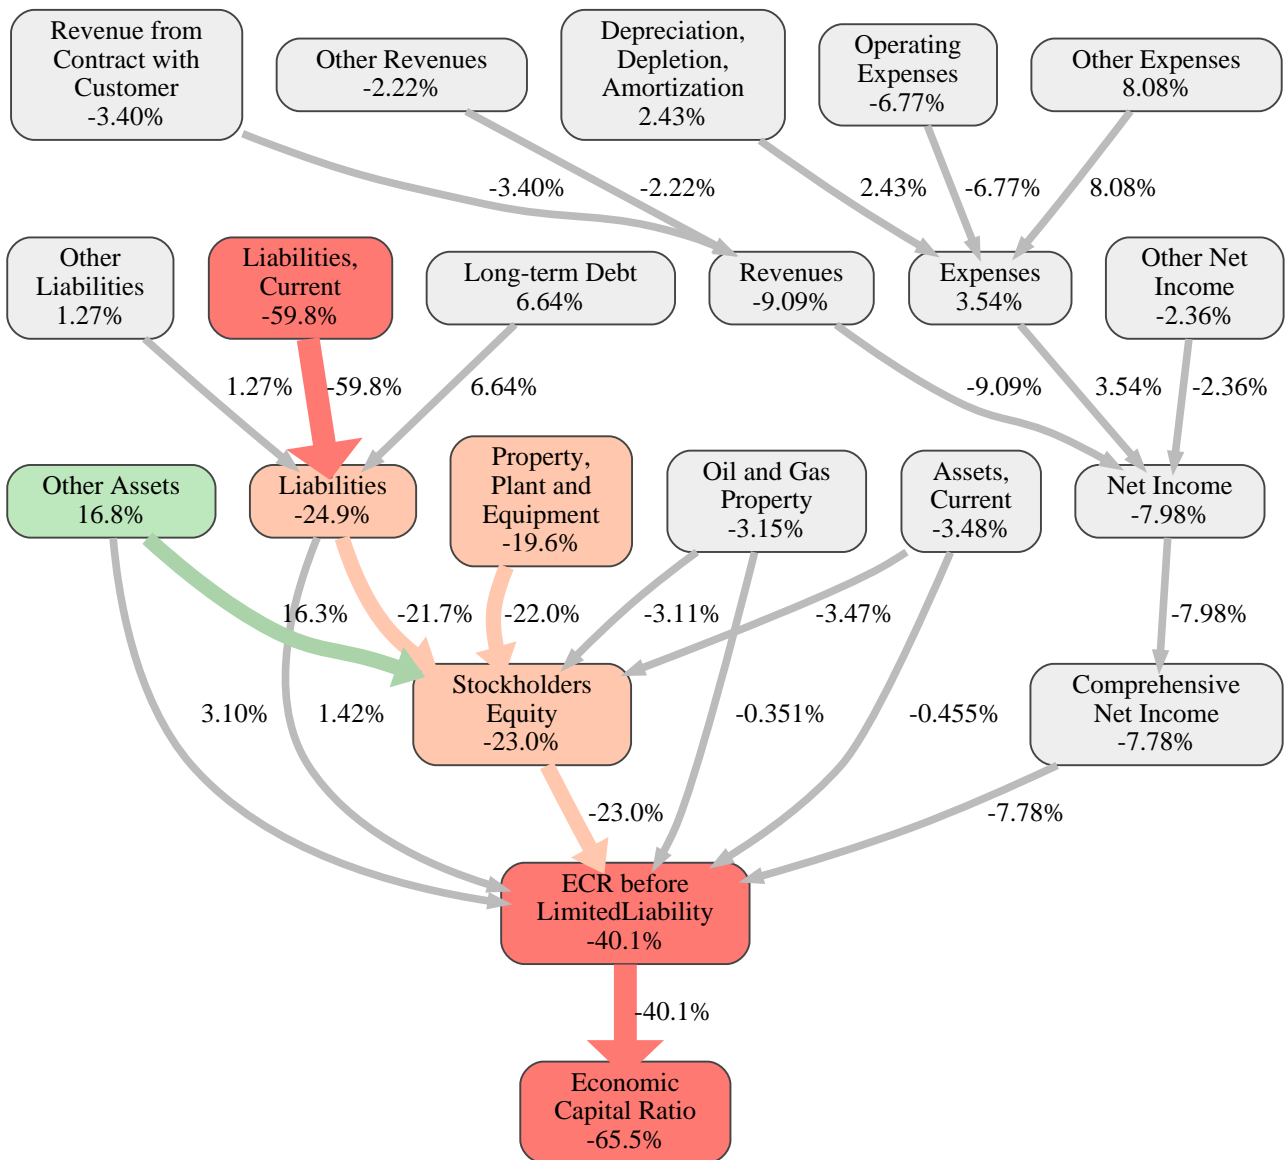 Revenue from
Contract with
Customer
-3.40%
Other Revenues
-2.22%
Depreciation,
Depletion,
Amortization
2.43%
Operating
Expenses
-6.77%
Other Expenses
8.08%
-3.40%
-2.22%
2.43%
-6.77%
8.08%
Other
Liabilities
1.27%
Liabilities,
Current
-59.8%
Long-term Debt
6.64%
Revenues
-9.09%
Expenses
3.54%
Other Net
Income
-2.36%
1.27%
-59.8%
6.64%
-9.09%
3.54%
-2.36%
Other Assets
16.8%
Liabilities
-24.9%
Property,
Plant and
Equipment
-19.6%
Oil and Gas
Property
-3.15%
Assets,
Current
-3.48%
Net Income
-7.98%
16.3%
-21.7%
-22.0%
-3.11%
-3.47%
-7.98%
3.10%
1.42%
Stockholders
Equity
-23.0%
-0.351%
-0.455%
Comprehensive
Net Income
-7.78%
-23.0%
-7.78%
ECR before
LimitedLiability
-40.1%
-40.1%
Economic
Capital Ratio
-65.5%